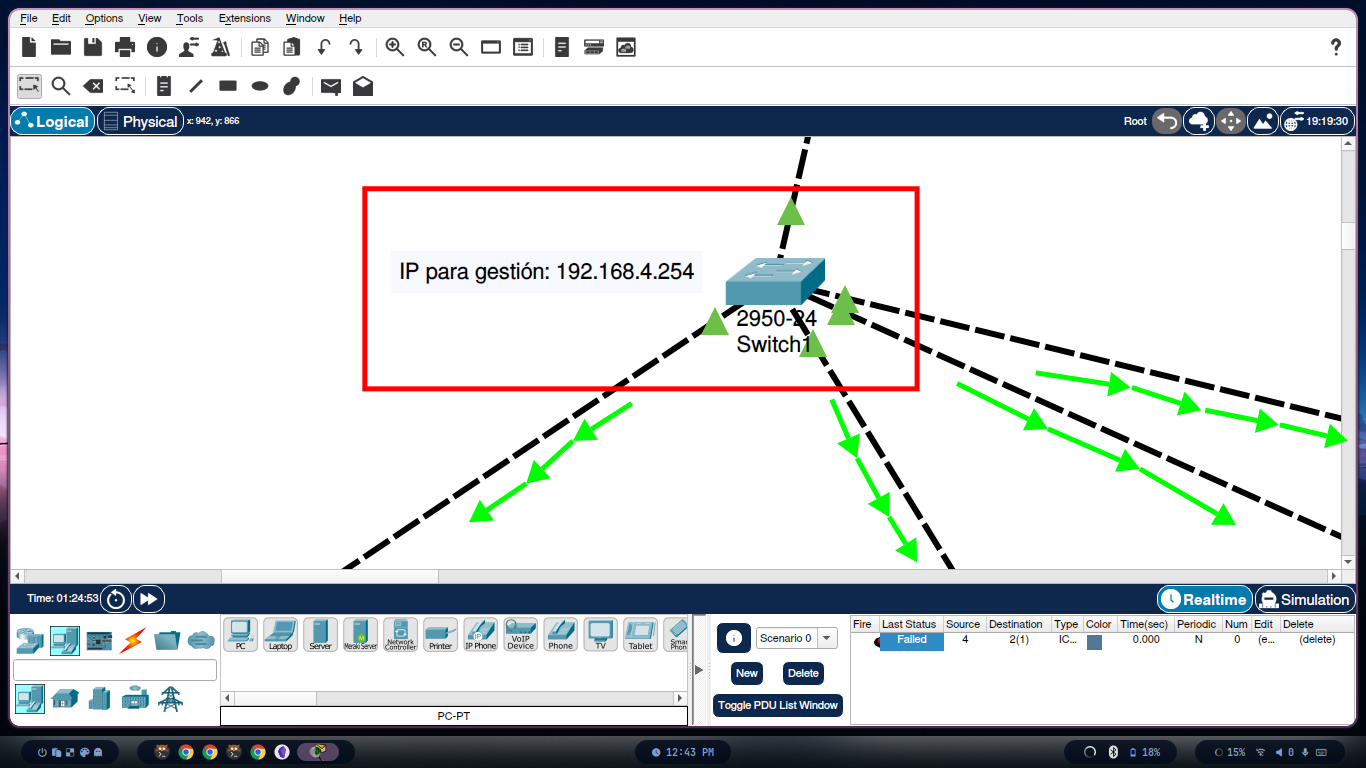 File Edit Options View Tools Extensions Window Help
?
Logical Physical x: 942, y: 866 Root 19:19:30
IP para gestión: 192.168.4.254
2950-24
Switch1
Time: 01:24:53 Realtime Simulation
PC Laptop Server Meraki Server Network Controller Printer IP Phone VoIP Device Phone TV Tablet Smart Phon
PC-PT
Scenario 0
New Delete
Toggle PDU List Window
Fire Last Status Source Destination Type Color Time(sec) Periodic Num Edit Delete
Failed 4 2(1) IC... 0.000 N 0 (e... (delete)
12:43 PM 18% 15% 0